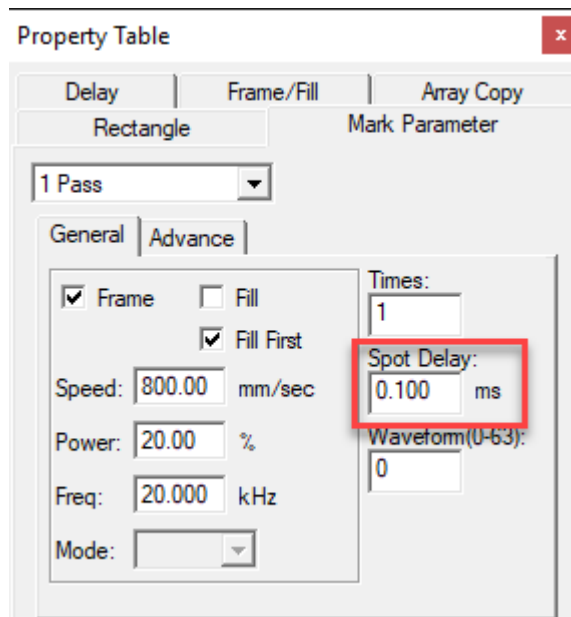 Property Table x
Delay Frame/Fill Array Copy
Rectangle Mark Parameter
1 Pass
General Advance
Frame Fill Times:
1
Fill First
Spot Delay:
Speed: 800.00 mm/sec 0.100 ms
Power: 20.00 % Waveform(0-63):
0
Freq: 20.000 kHz
Mode: